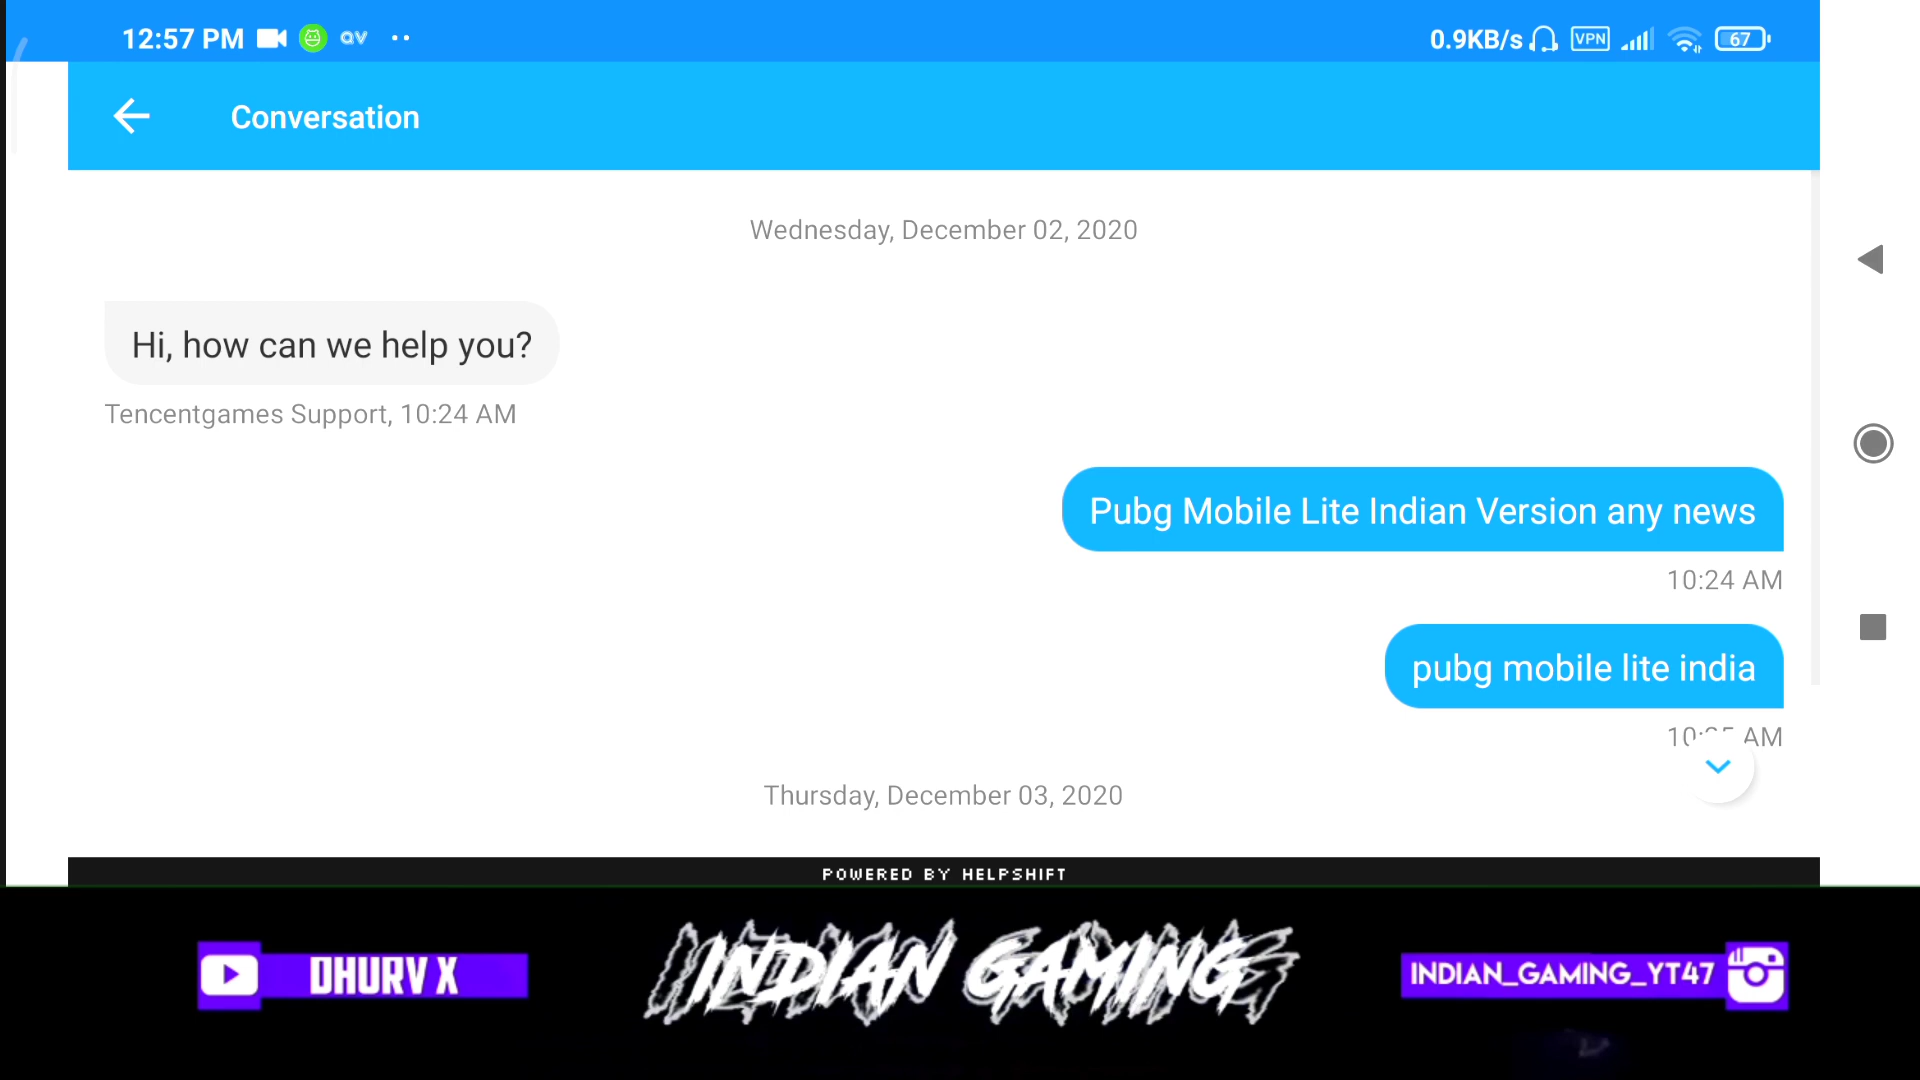 12:57 PM
0.9KB/s VPN 67
Conversation
Wednesday, December 02, 2020
Hi, how can we help you?
Tencentgames Support, 10:24 AM
Pubg Mobile Lite Indian Version any news
10:24 AM
pubg mobile lite india
AM
Thursday, December 03, 2020
POWERED BY HELPSHIFT
DHURV X
INDIAN GAMING
INDIAN_GAMING_YT47